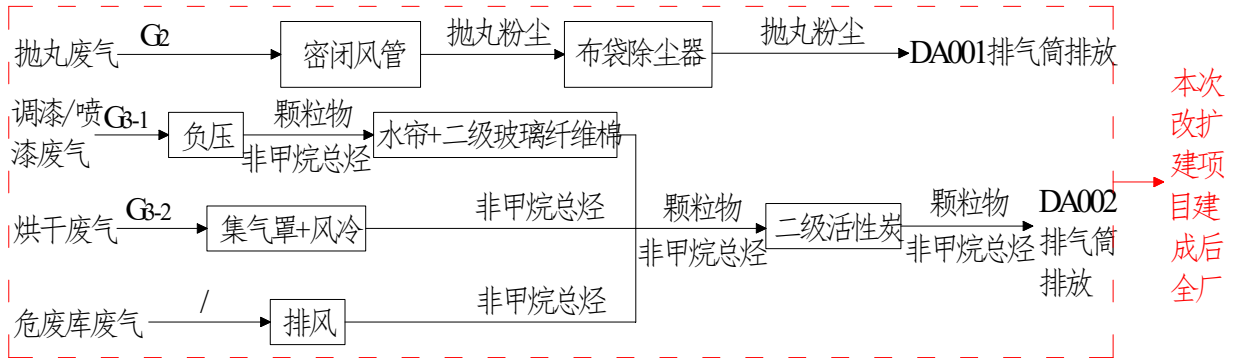 抛丸废气
G2
密闭风管
抛丸粉尘
布袋除尘器
抛丸粉尘
DA001排气筒排放
调漆/喷
漆废气
G3-1
负压
颗粒物
非甲烷总烃
水帘+二级玻璃纤维棉
烘干废气
G3-2
集气罩+风冷
非甲烷总烃
颗粒物
非甲烷总烃
二级活性炭
颗粒物
非甲烷总烃
DA002
排气筒
排放
危废库废气
/
排风
非甲烷总烃
本次
改扩
建项
目建
成后
全厂